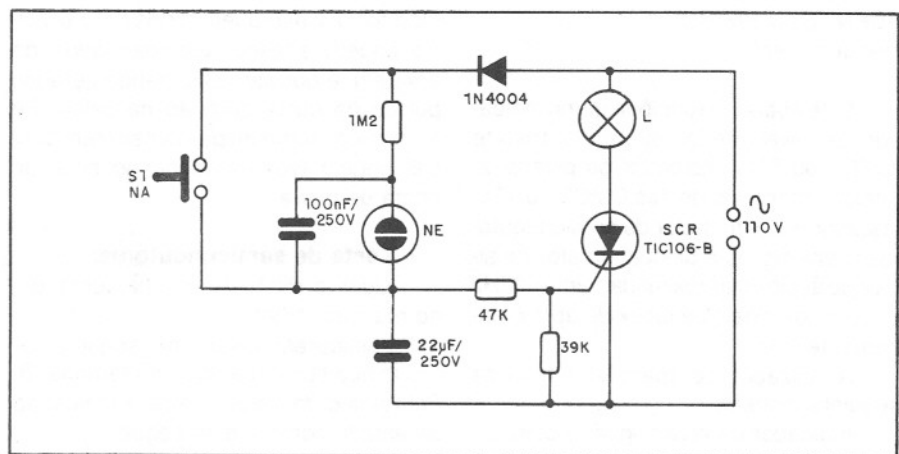 1N4004
1M2
L
S1
NA
100nF/
250V
NE
SCR
TIC106-B
110V
47K
22µF/
250V
39K